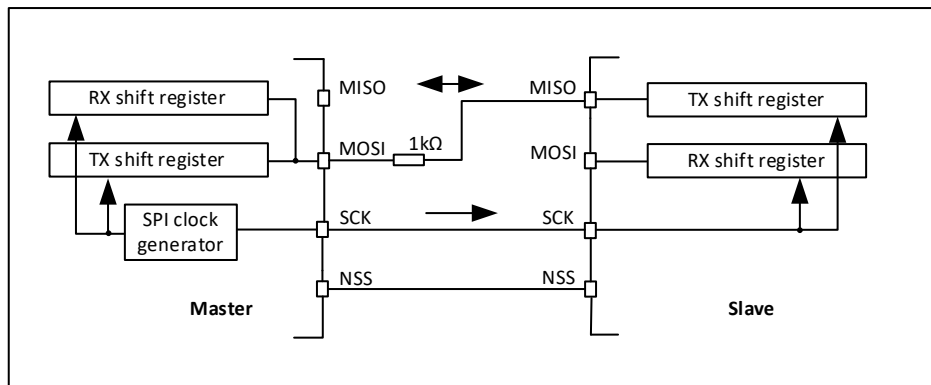 RX shift register
MISO
MISO
TX shift register
TX shift register
MOSI
1kΩ
MOSI
RX shift register
SPI clock
generator
SCK
SCK
NSS
NSS
Master
Slave